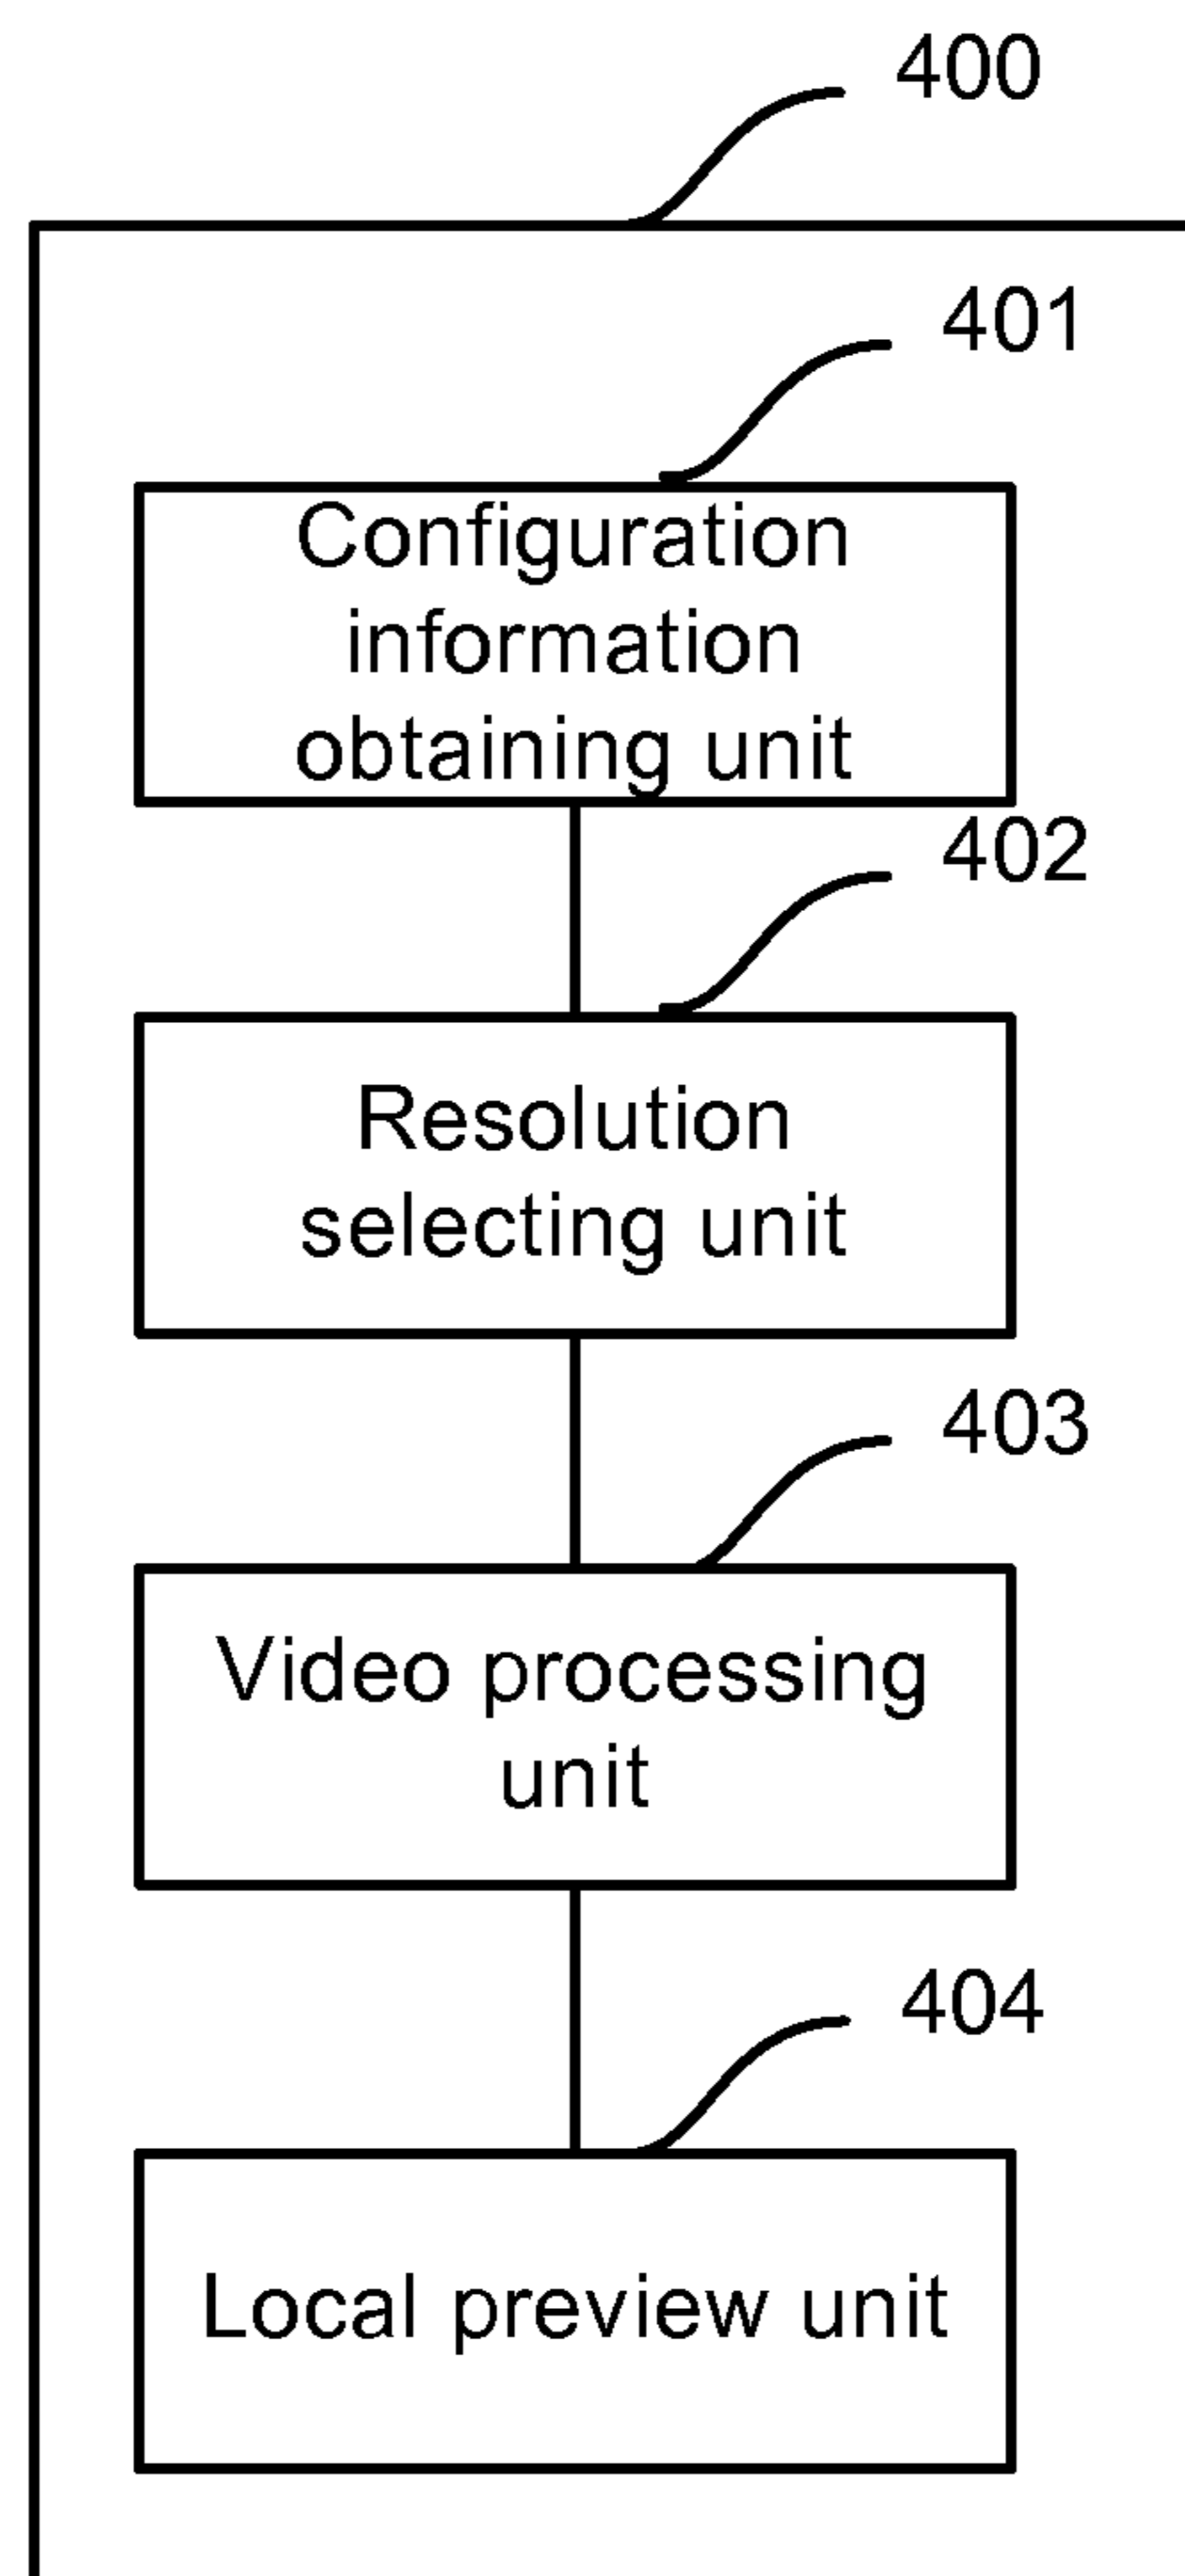 400
401
Configuration
information
obtaining unit
402
Resolution
selecting unit
403
Video processing
unit
404
Local preview unit